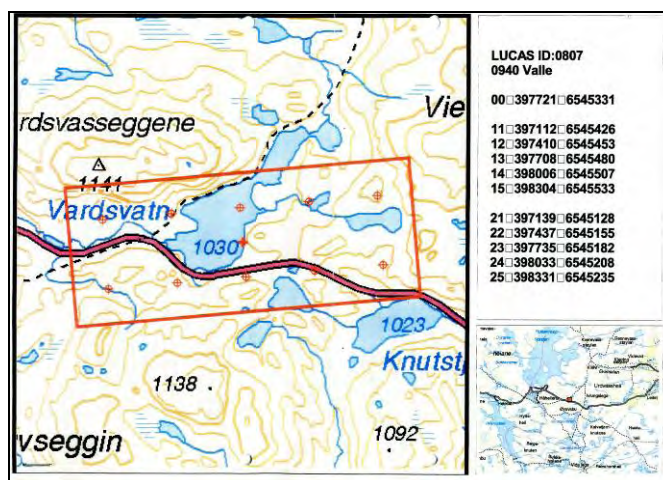 Vie
rdsvasseggene
1141
Vardsvatn
1030
1023
Knutst
1138
vseggin
1092
LUCAS ID:0807
0940 Valle
00□397721□6545331
11□397112□6545426
12□397410□6545453
13□397708□6545480
14□398006□6545507
15□398304□6545533
21□397139□6545128
22□397437□6545155
23□397735□6545182
24□398033□6545208
25□398331□6545235